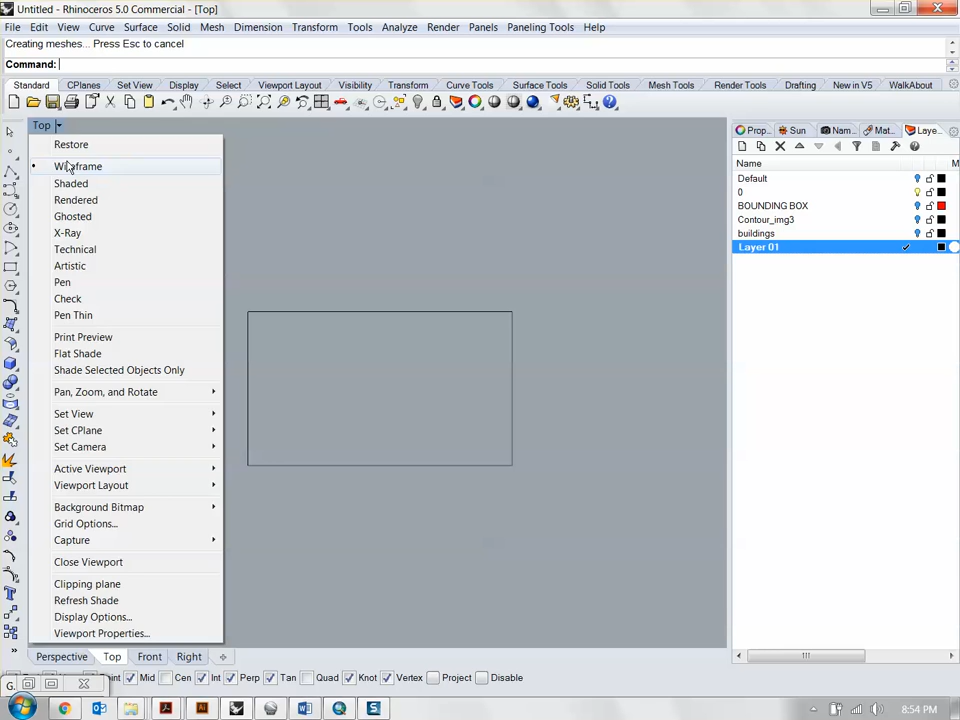 Untitled - Rhinoceros 5.0 Commercial - [Top]
File Edit View Curve Surface Solid Mesh Dimension Transform Tools Analyze Render Panels Paneling Tools Help
Creating meshes... Press Esc to cancel
Command:
Standard CPlanes Set View Display Select Viewport Layout Visibility Transform Curve Tools Surface Tools Solid Tools Mesh Tools Render Tools Drafting New in V5 WalkAbout
Top
Prop... Sun Nam... Mat... Laye...
Restore
Wireframe
Shaded
Rendered
Ghosted
X-Ray
Technical
Artistic
Pen
Check
Pen Thin
Print Preview
Flat Shade
Shade Selected Objects Only
Pan, Zoom, and Rotate
Set View
Set CPlane
Set Camera
Active Viewport
Viewport Layout
Background Bitmap
Grid Options...
Capture
Close Viewport
Clipping plane
Refresh Shade
Display Options...
Viewport Properties...
Name M
Default
0
BOUNDING BOX
Contour_img3
buildings
Layer 01
Perspective Top Front Right
Mid Cen Int Perp Tan Quad Knot Vertex Project Disable
G.
8:54 PM